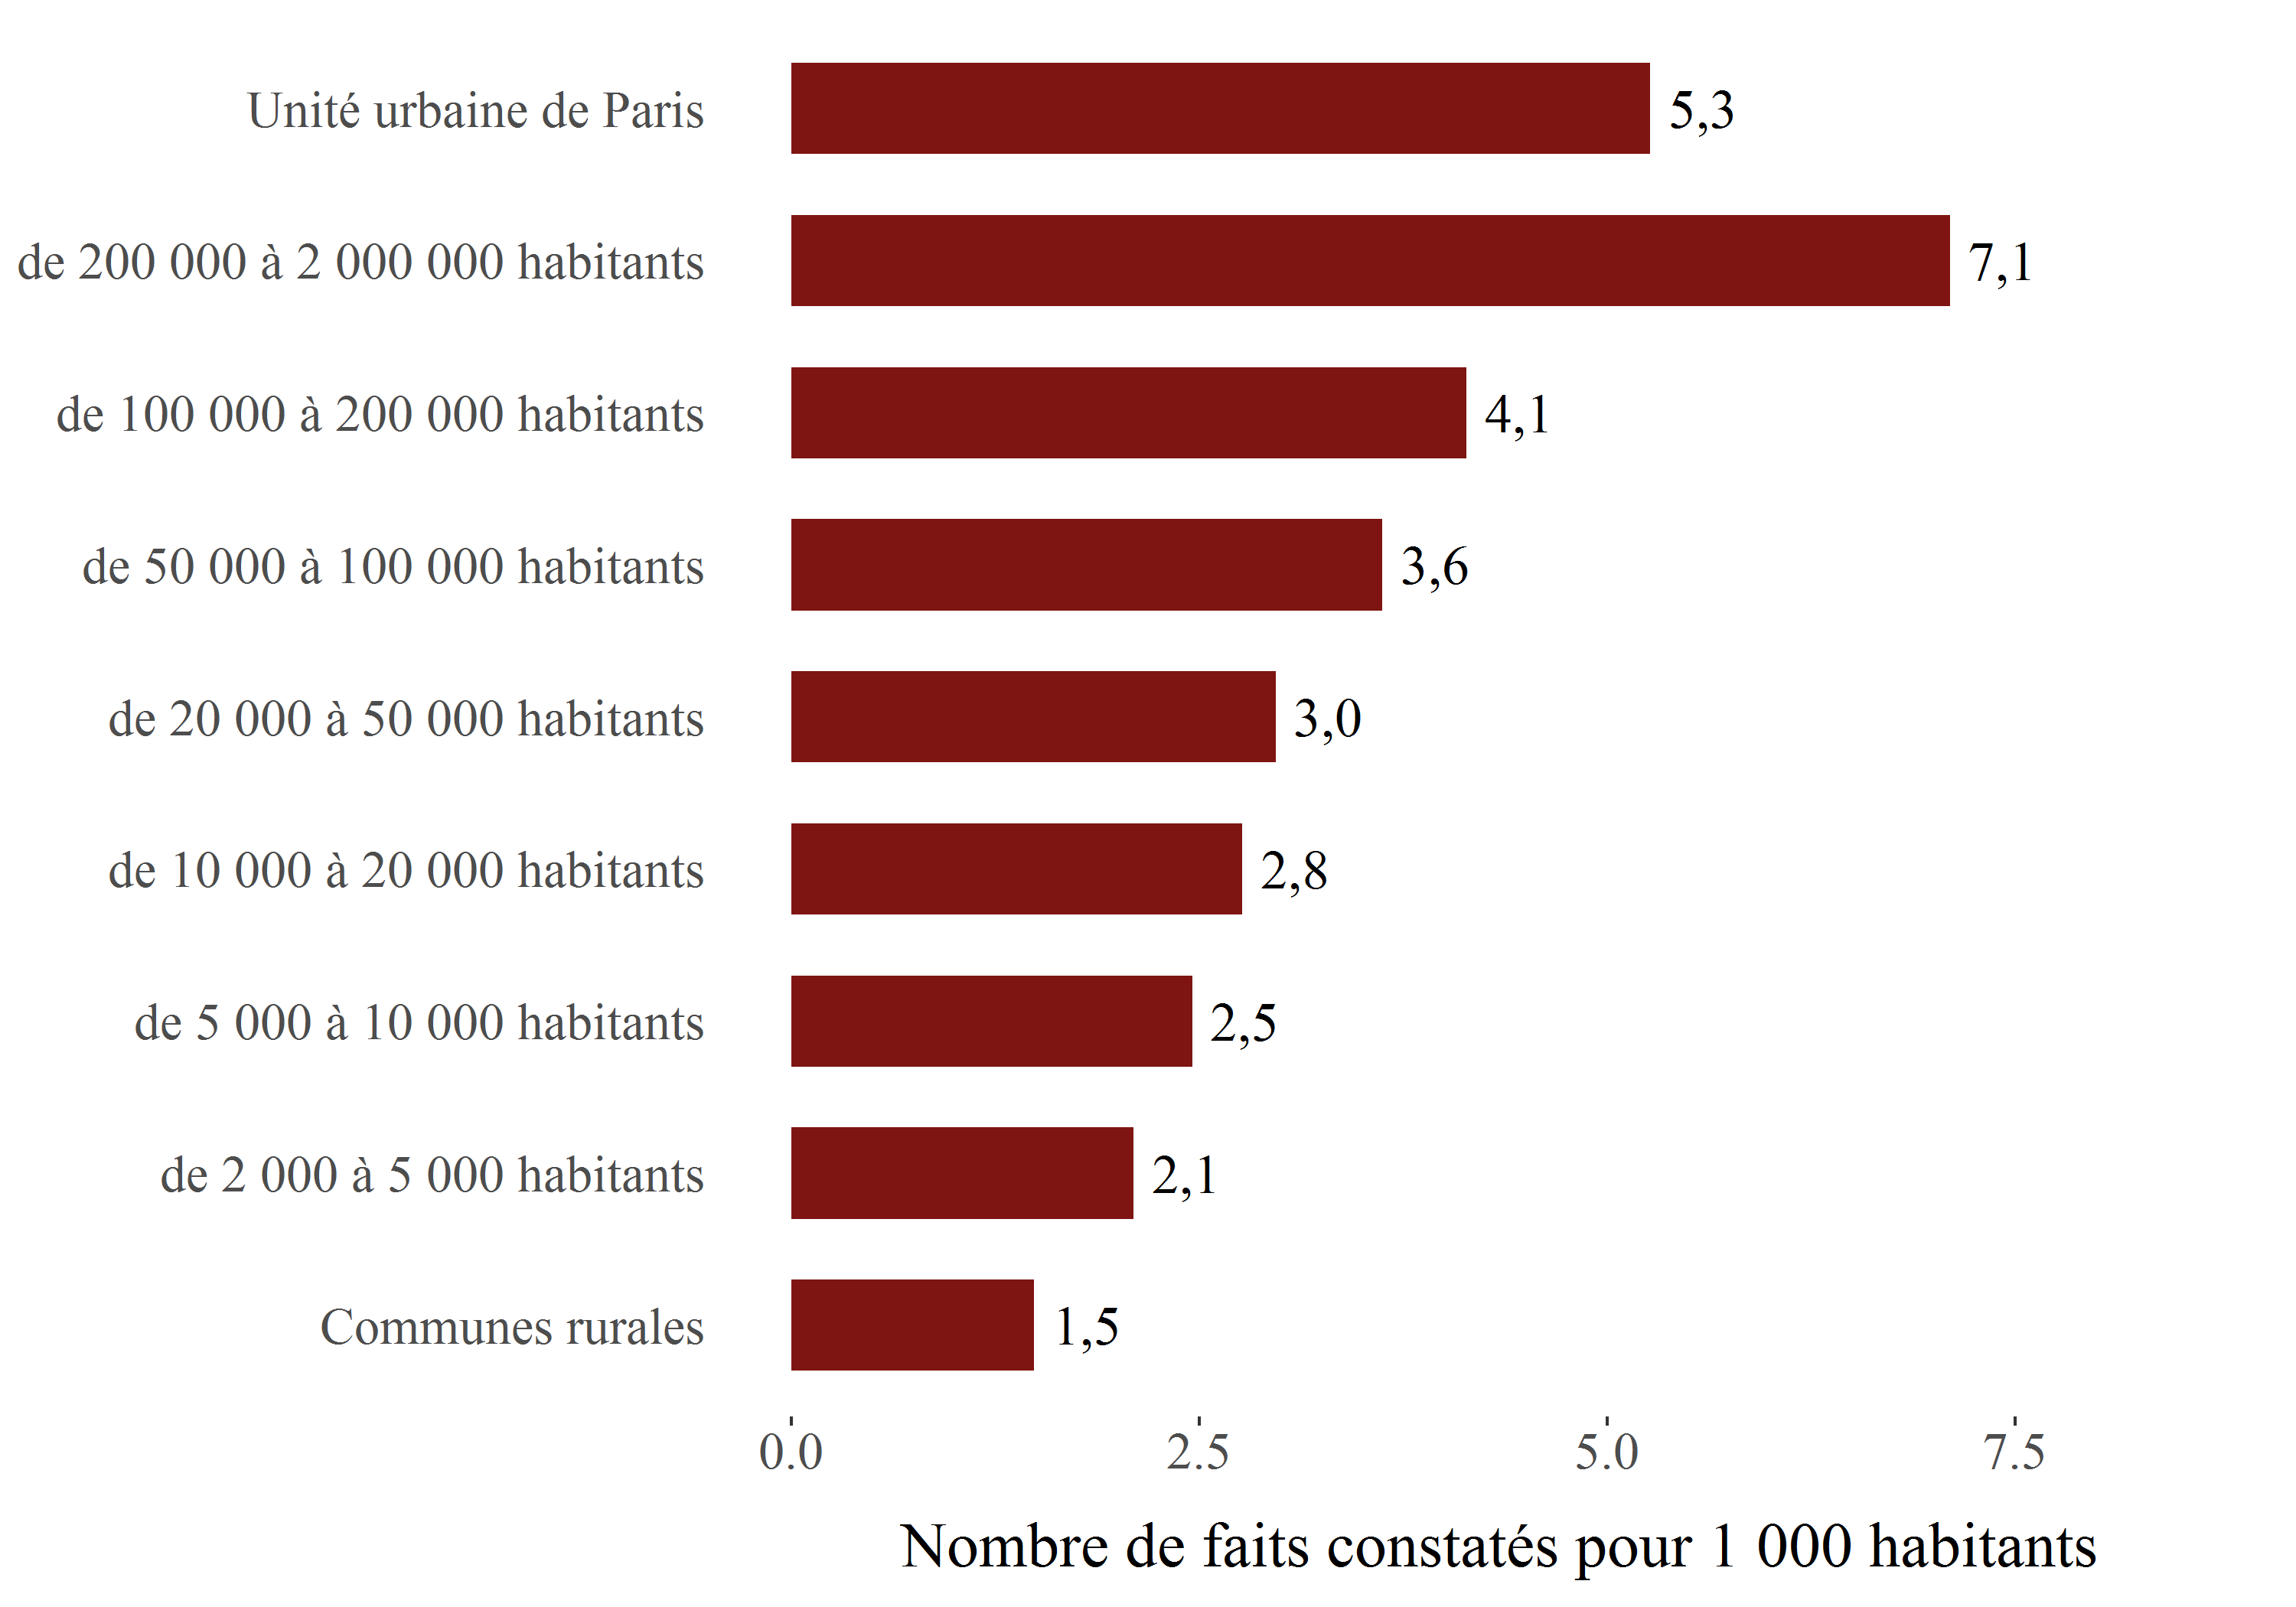 Unité urbaine de Paris 5,3
de 200 000 à 2 000 000 habitants 7,1
de 100 000 à 200 000 habitants 4,1
de 50 000 à 100 000 habitants 3,6
de 20 000 à 50 000 habitants 3,0
de 10 000 à 20 000 habitants 2,8
de 5 000 à 10 000 habitants 2,5
de 2 000 à 5 000 habitants 2,1
Communes rurales 1,5
0.0 2.5 5.0 7.5
Nombre de faits constatés pour 1 000 habitants